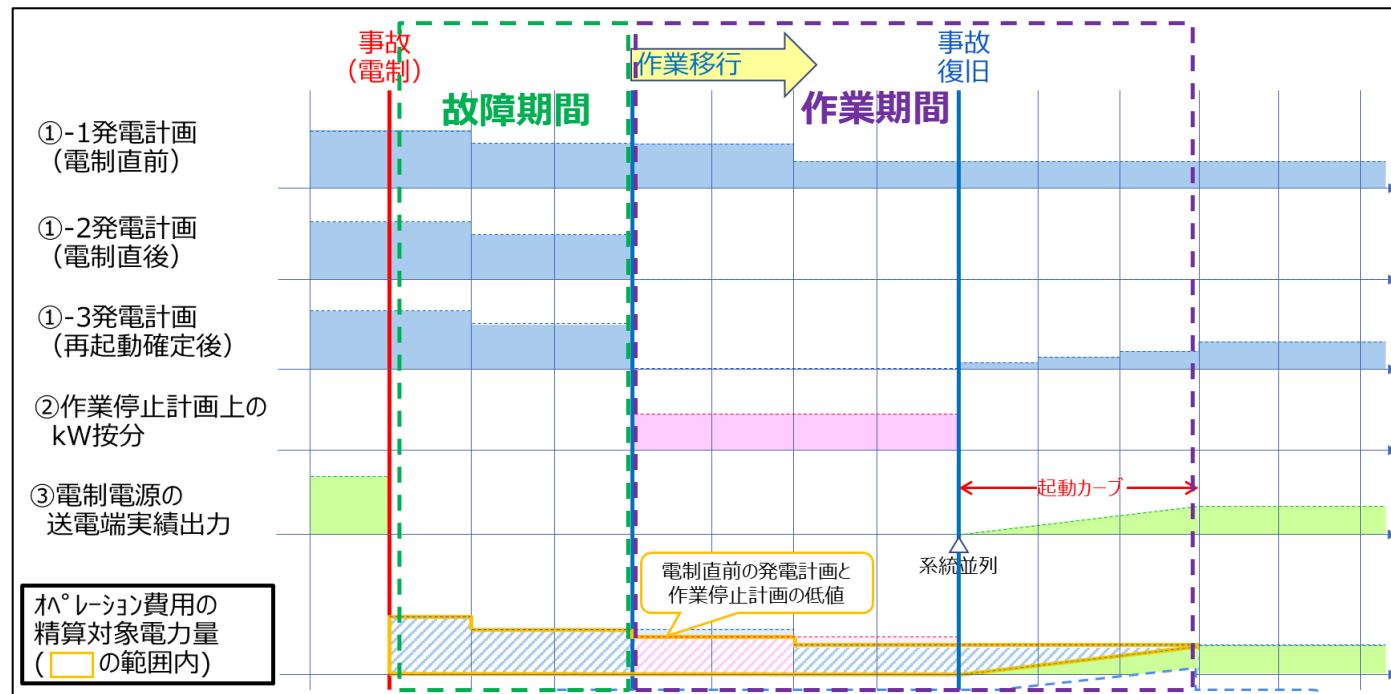 事故
(電制)
作業移行
事故
復旧
故障期間
作業期間
①-1発電計画
(電制直前)
①-2発電計画
(電制直後)
①-3発電計画
(再起動確定後)
②作業停止計画上の
kW按分
③電制電源の
送電端実績出力
起動カーブ
系統並列
電制直前の発電計画と
作業停止計画の低値
ｵﾍﾟﾚｰｼｮﾝ費用の
精算対象電力量
( の範囲内)